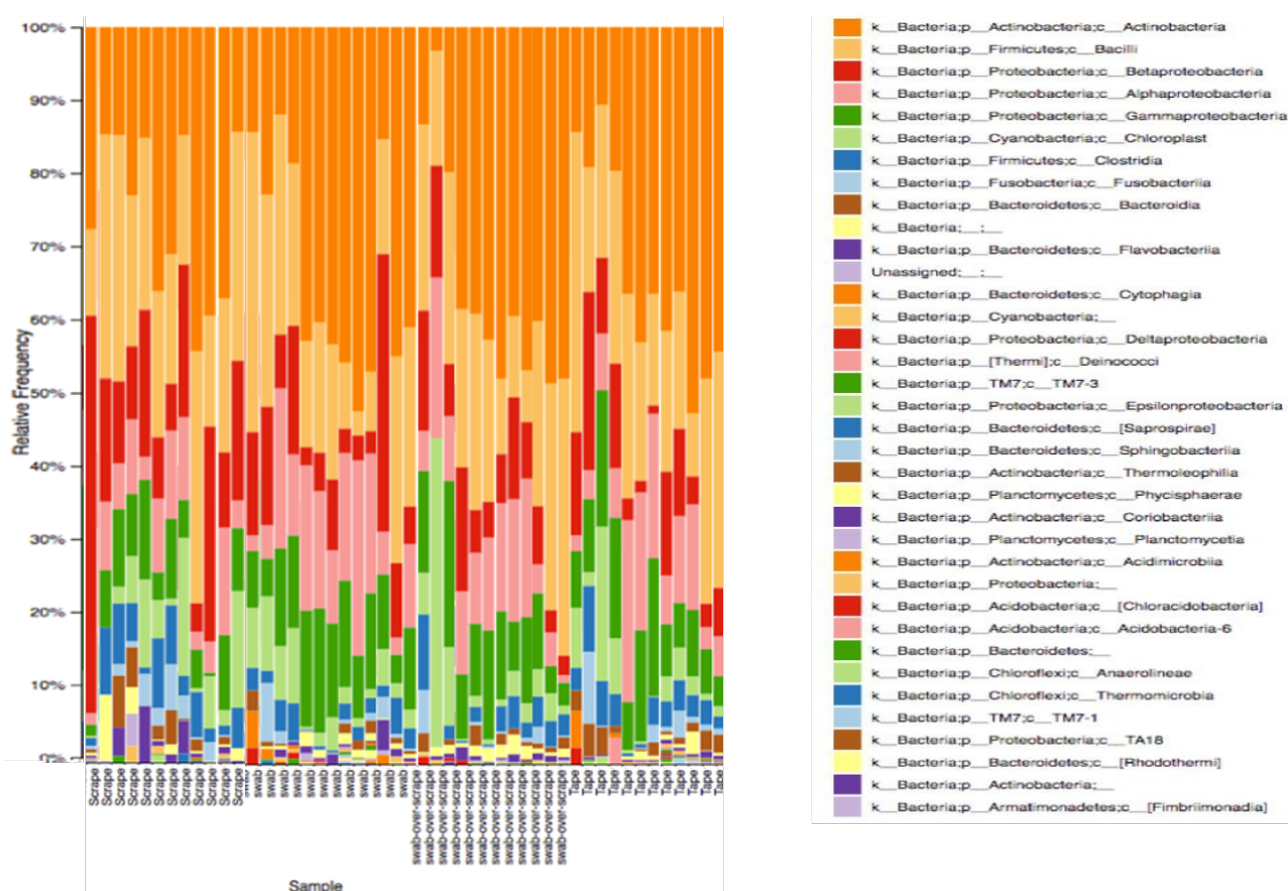 100%
90%
80%
70%
60%
50%
40%
30%
20%
10%
0%
Relative Frequency
Scrape
Scrape
Scrape
Scrape
Scrape
Scrape
Scrape
Scrape
Scrape
Scrape
Scrape
Scrape
swab
swab
swab
swab
swab
swab
swab
swab
swab
swab
swab
swab
swab-over-scrape
swab-over-scrape
swab-over-scrape
swab-over-scrape
swab-over-scrape
swab-over-scrape
swab-over-scrape
swab-over-scrape
swab-over-scrape
swab-over-scrape
swab-over-scrape
swab-over-scrape
Tape
Tape
Tape
Tape
Tape
Tape
Tape
Tape
Tape
Tape
Tape
Tape
Sample
k__Bacteria;p__Actinobacteria;c__Actinobacteria
k__Bacteria;p__Firmicutes;c__Bacilli
k__Bacteria;p__Proteobacteria;c__Betaproteobacteria
k__Bacteria;p__Proteobacteria;c__Alphaproteobacteria
k__Bacteria;p__Proteobacteria;c__Gammaproteobacteria
k__Bacteria;p__Cyanobacteria;c__Chloroplast
k__Bacteria;p__Firmicutes;c__Clostridia
k__Bacteria;p__Fusobacteria;c__Fusobacteriia
k__Bacteria;p__Bacteroidetes;c__Bacteroidia
k__Bacteria;__;__
k__Bacteria;p__Bacteroidetes;c__Flavobacteriia
Unassigned;__;__
k__Bacteria;p__Bacteroidetes;c__Cytophagia
k__Bacteria;p__Cyanobacteria;__
k__Bacteria;p__Proteobacteria;c__Deltaproteobacteria
k__Bacteria;p__[Thermi];c__Deinococci
k__Bacteria;p__TM7;c__TM7-3
k__Bacteria;p__Proteobacteria;c__Epsilonproteobacteria
k__Bacteria;p__Bacteroidetes;c__[Saprospirae]
k__Bacteria;p__Bacteroidetes;c__Sphingobacteriia
k__Bacteria;p__Actinobacteria;c__Thermoleophilia
k__Bacteria;p__Planctomycetes;c__Phycisphaerae
k__Bacteria;p__Actinobacteria;c__Coriobacteriia
k__Bacteria;p__Planctomycetes;c__Planctomycetia
k__Bacteria;p__Actinobacteria;c__Acidimicrobiia
k__Bacteria;p__Proteobacteria;__
k__Bacteria;p__Acidobacteria;c__[Chloracidobacteria]
k__Bacteria;p__Acidobacteria;c__Acidobacteria-6
k__Bacteria;p__Bacteroidetes;__
k__Bacteria;p__Chloroflexi;c__Anaerolineae
k__Bacteria;p__Chloroflexi;c__Thermomicrobia
k__Bacteria;p__TM7;c__TM7-1
k__Bacteria;p__Proteobacteria;c__TA18
k__Bacteria;p__Bacteroidetes;c__[Rhodothermi]
k__Bacteria;p__Actinobacteria;__
k__Bacteria;p__Armatimonadetes;c__[Fimbriimonadia]